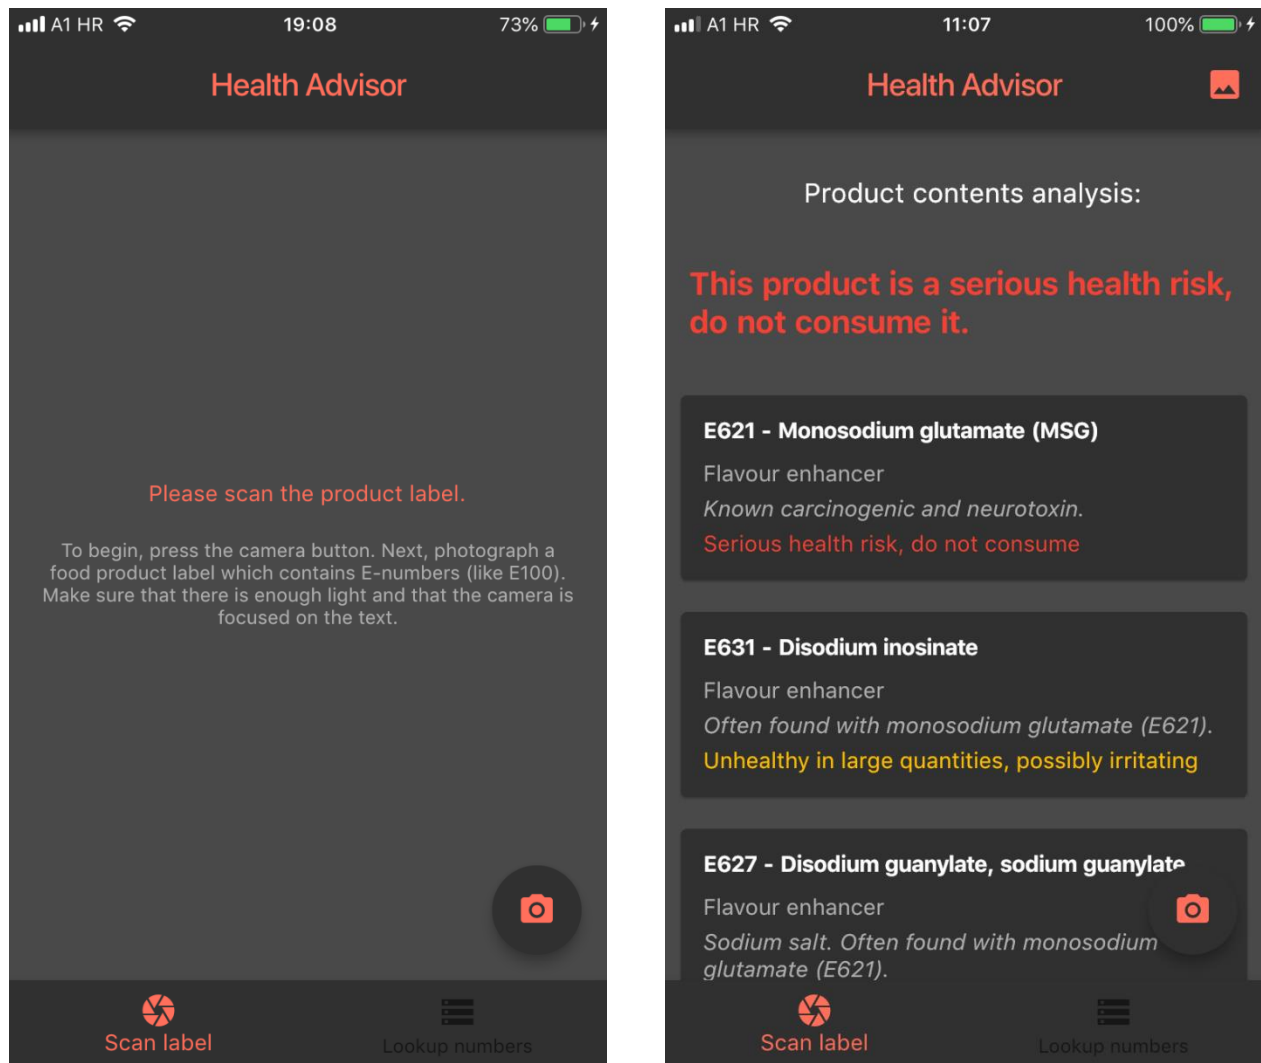 A1 HR 19:08 73%
Health Advisor
Please scan the product label.
To begin, press the camera button. Next, photograph a
food product label which contains E-numbers (like E100).
Make sure that there is enough light and that the camera is
focused on the text.
Scan label Lookup numbers
A1 HR 11:07 100%
Health Advisor
Product contents analysis:
This product is a serious health risk,
do not consume it.
E621 - Monosodium glutamate (MSG)
Flavour enhancer
Known carcinogenic and neurotoxin.
Serious health risk, do not consume
E631 - Disodium inosinate
Flavour enhancer
Often found with monosodium glutamate (E621).
Unhealthy in large quantities, possibly irritating
E627 - Disodium guanylate, sodium guanylate
Flavour enhancer
Sodium salt. Often found with monosodium
glutamate (E621).
Scan label Lookup numbers